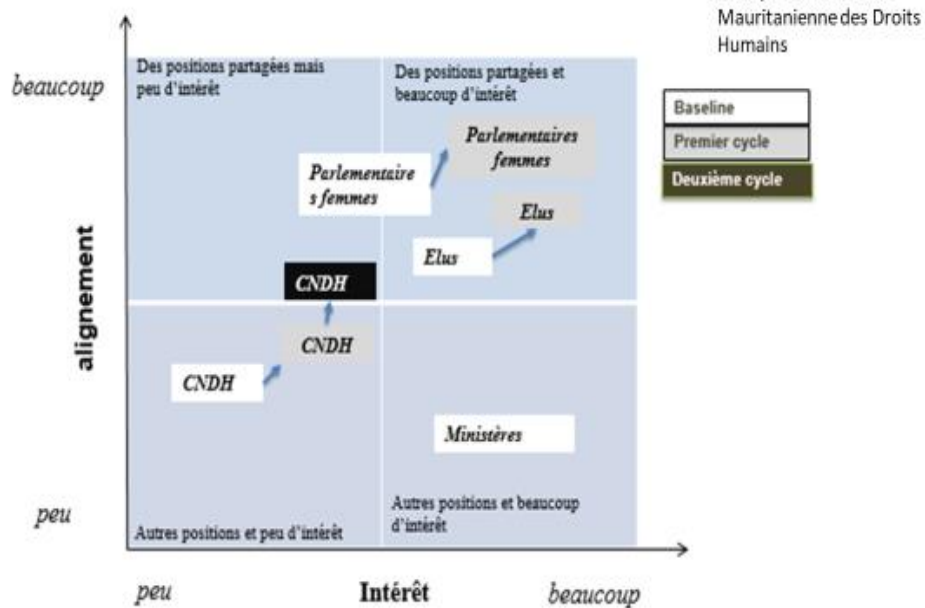 Mauritanienne des Droits
Humains
beaucoup
Des positions partagées mais
peu d'intérêt
Des positions partagées et
beaucoup d'intérêt
Baseline
Premier cycle
Deuxième cycle
Parlementaires
femmes
Parlementaire
s femmes
Elus
Elus
alignement
CNDH
CNDH
CNDH
Ministères
peu
Autres positions et peu d'intérêt
Autres positions et beaucoup
d'intérêt
peu
Intérêt
beaucoup